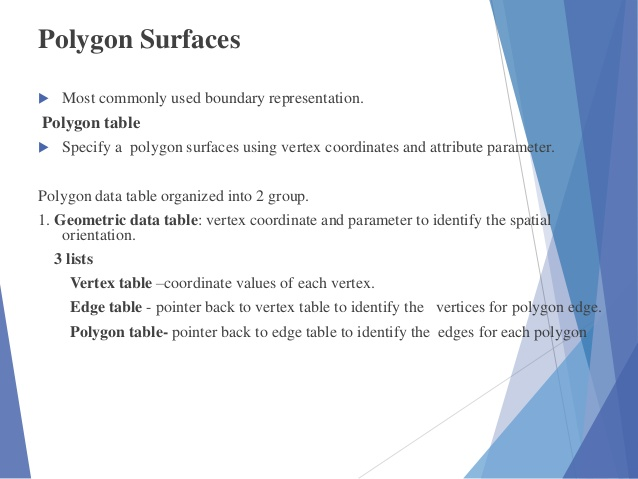 Polygon Surfaces
Most commonly used boundary representation.
Polygon table
Specify a polygon surfaces using vertex coordinates and attribute parameter.
Polygon data table organized into 2 group.
1. Geometric data table: vertex coordinate and parameter to identify the spatial
orientation.
3 lists
Vertex table –coordinate values of each vertex.
Edge table - pointer back to vertex table to identify the vertices for polygon edge.
Polygon table- pointer back to edge table to identify the edges for each polygon